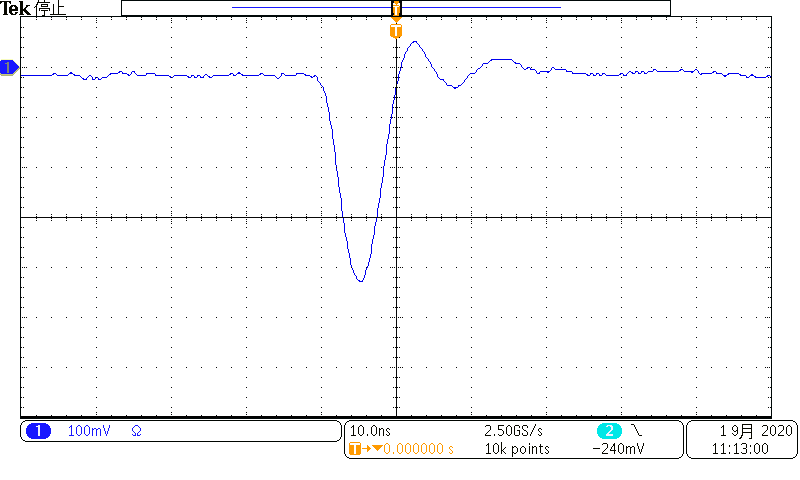 Tek 停止
T
T
1
1 100mV Ω 10.0ns 2.50GS/s 2 -240mV 1 9月 2020
T→▼0.000000 s 10k points 11:13:00